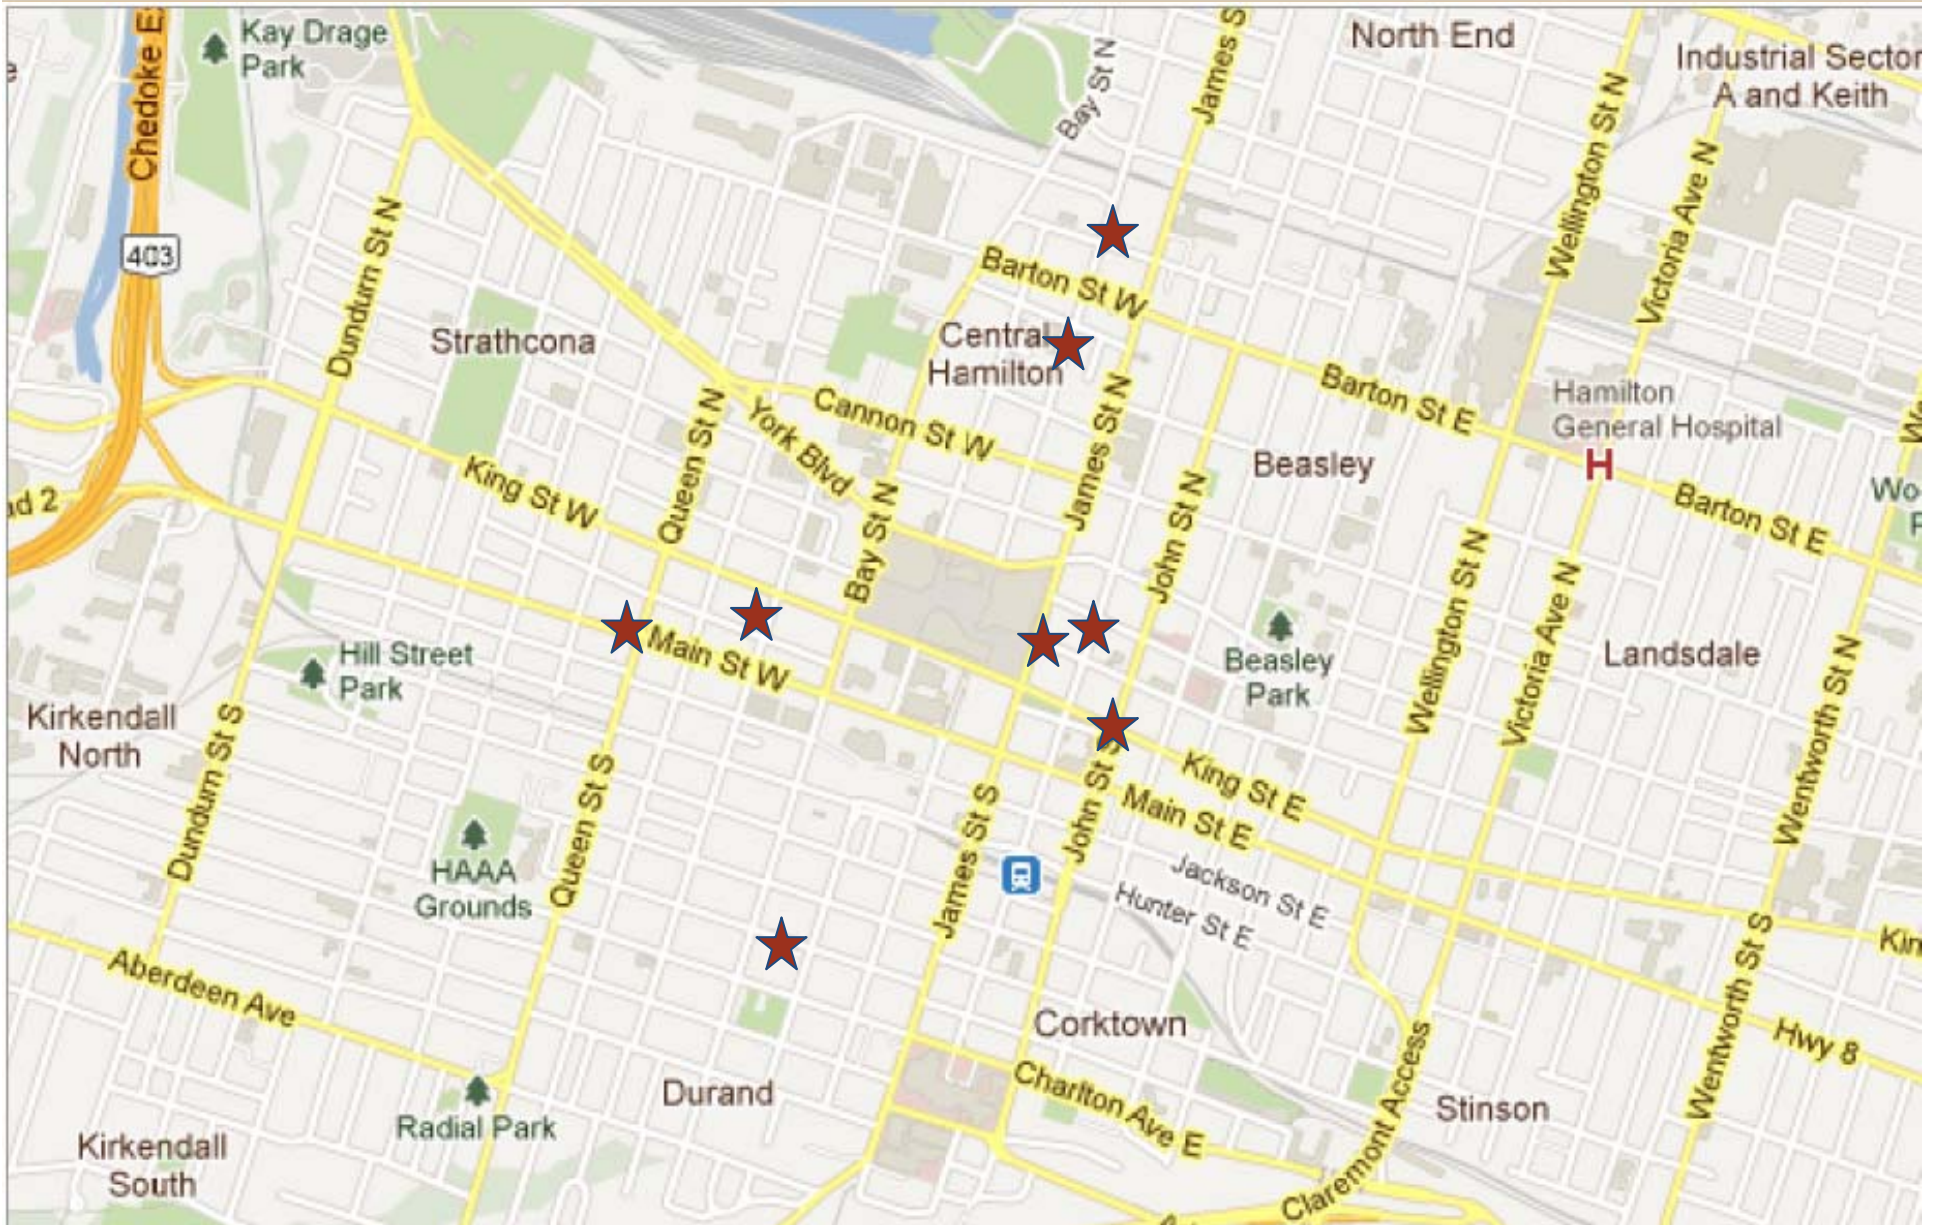 Chedoke E
Kay Drage
Park
James S
North End
Industrial Sector
A and Keith
Bay St N
e
Wellington St N
Victoria Ave N
Dundurn St N
403
Barton St W
Strathcona
Central
Hamilton
Barton St E
Hamilton
General Hospital
H
Cannon St W
York Blvd
Queen St N
James St N
Beasley
King St W
ad 2
Bay St N
John St N
Wellington St N
Victoria Ave N
Barton St E
We
Wo
P
Hill Street
Park
Main St W
Beasley
Park
Landsdale
Wentworth St N
Kirkendall
North
Dundurn St S
Queen St S
King St E
Main St E
John St S
James St S
HAAA
Grounds
Jackson St E
Hunter St E
Kin
Aberdeen Ave
Wentworth St S
Corktown
Hwy 8
Durand
Charlton Ave E
Claremont Access
Stinson
Radial Park
Kirkendall
South